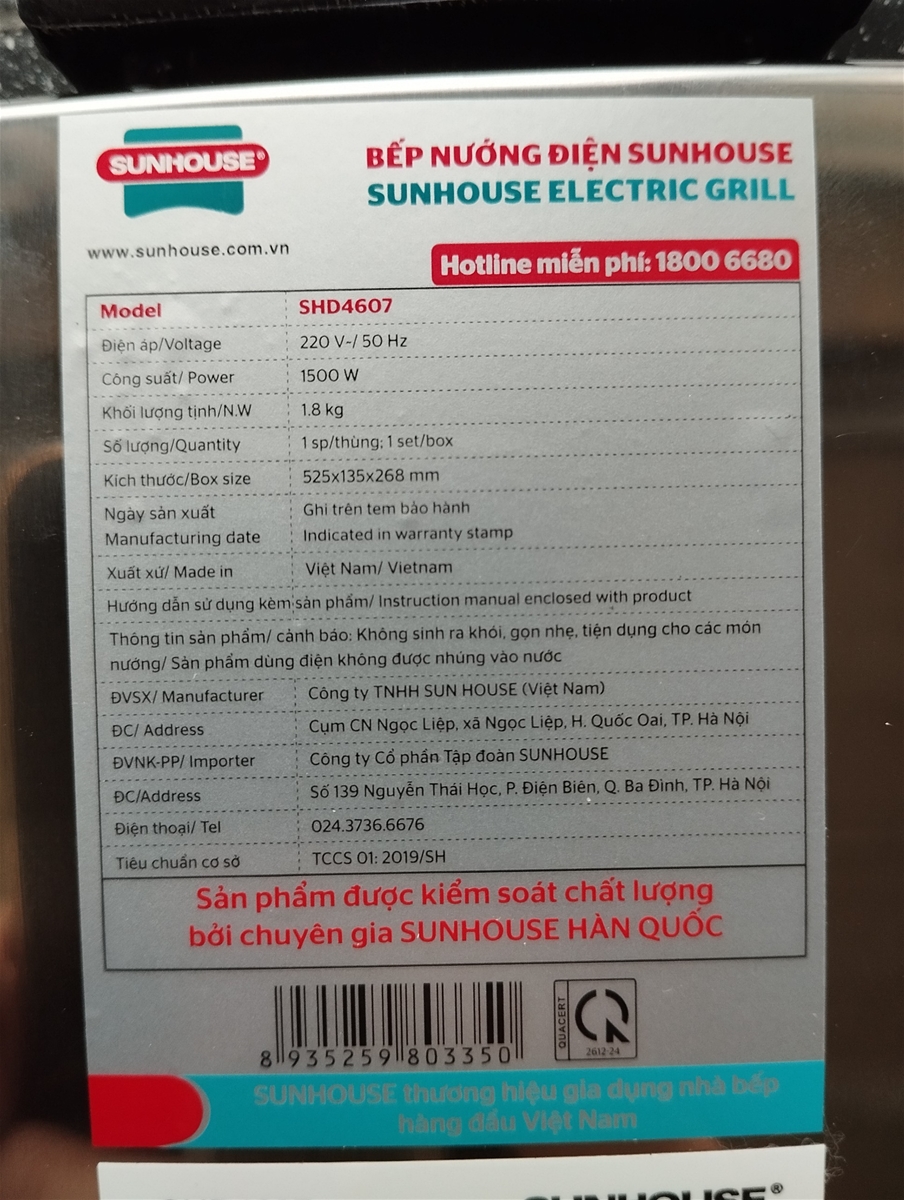 SUNHOUSE®
BẾP NƯỚNG ĐIỆN SUNHOUSE
SUNHOUSE ELECTRIC GRILL
www.sunhouse.com.vn
Hotline miễn phí: 1800 6680
Model SHD4607
Điện áp/Voltage 220 V~/ 50 Hz
Công suất/ Power 1500 W
Khối lượng tịnh/N.W 1.8 kg
Số lượng/Quantity 1 sp/thùng; 1 set/box
Kích thước/Box size 525x135x268 mm
Ngày sản xuất Ghi trên tem bảo hành
Manufacturing date Indicated in warranty stamp
Xuất xứ/ Made in Việt Nam/ Vietnam
Hướng dẫn sử dụng kèm sản phẩm/ Instruction manual enclosed with product
Thông tin sản phẩm/ cảnh báo: Không sinh ra khói, gọn nhẹ, tiện dụng cho các món
nướng/ Sản phẩm dùng điện không được nhúng vào nước
ĐVSX/ Manufacturer Công ty TNHH SUN HOUSE (Việt Nam)
ĐC/ Address Cụm CN Ngọc Liệp, xã Ngọc Liệp, H. Quốc Oai, TP. Hà Nội
ĐVNK-PP/ Importer Công ty Cổ phần Tập đoàn SUNHOUSE
ĐC/Address Số 139 Nguyễn Thái Học, P. Điện Biên, Q. Ba Đình, TP. Hà Nội
Điện thoại/ Tel 024.3736.6676
Tiêu chuẩn cơ sở TCCS 01: 2019/SH
Sản phẩm được kiểm soát chất lượng
bởi chuyên gia SUNHOUSE HÀN QUỐC
8 935259 803350
QUACERT
2612-24
SUNHOUSE thương hiệu gia dụng nhà bếp
hàng đầu Việt Nam
SUNHOUSE®